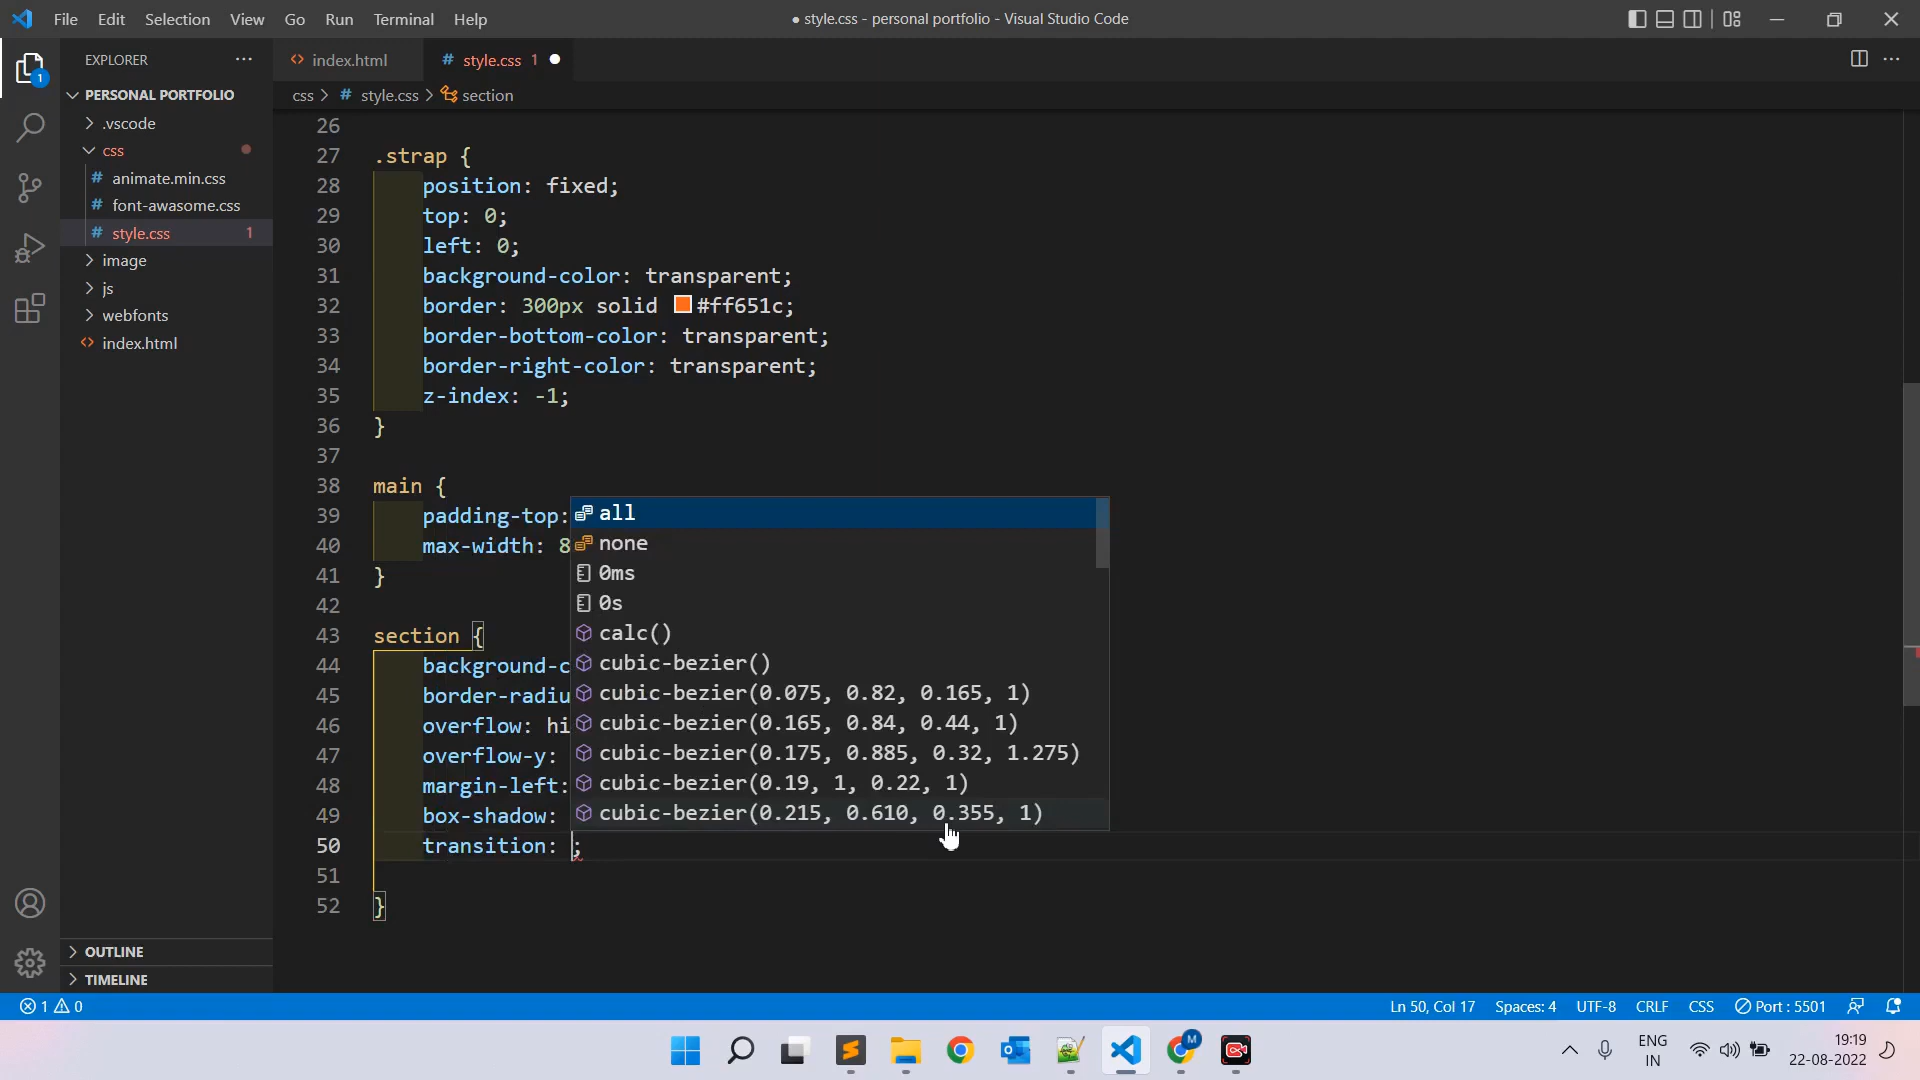 File Edit Selection View Go Run Terminal Help
● style.css - personal portfolio - Visual Studio Code
EXPLORER ···
index.html
# style.css 1
1
PERSONAL PORTFOLIO
css > # style.css > section
.vscode
css
# animate.min.css
# font-awasome.css
# style.css 1
image
js
webfonts
index.html
26
27 .strap {
28 position: fixed;
29 top: 0;
30 left: 0;
31 background-color: transparent;
32 border: 300px solid #ff651c;
33 border-bottom-color: transparent;
34 border-right-color: transparent;
35 z-index: -1;
36 }
37
38 main {
39 padding-top:
40 max-width: 8
41 }
42
43 section {
44 background-c
45 border-radiu
46 overflow: hi
47 overflow-y:
48 margin-left:
49 box-shadow:
50 transition: ;
51
52 }
all
none
0ms
0s
calc()
cubic-bezier()
cubic-bezier(0.075, 0.82, 0.165, 1)
cubic-bezier(0.165, 0.84, 0.44, 1)
cubic-bezier(0.175, 0.885, 0.32, 1.275)
cubic-bezier(0.19, 1, 0.22, 1)
cubic-bezier(0.215, 0.610, 0.355, 1)
OUTLINE
TIMELINE
1 0
Ln 50, Col 17 Spaces: 4 UTF-8 CRLF CSS Port : 5501
M
ENG
IN
19:19
22-08-2022